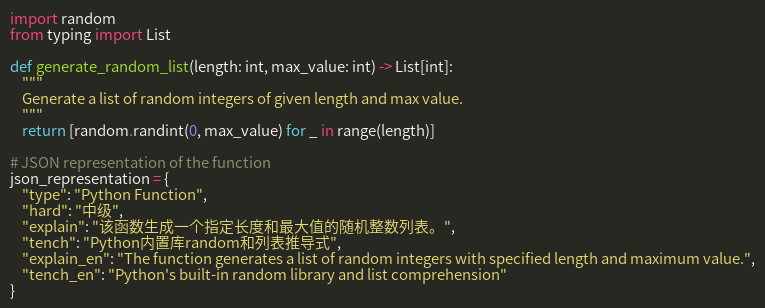 import random
from typing import List

def generate_random_list(length: int, max_value: int) -> List[int]:
    """
    Generate a list of random integers of given length and max value.
    """
    return [random.randint(0, max_value) for _ in range(length)]

# JSON representation of the function
json_representation = {
    "type": "Python Function",
    "hard": "中级",
    "explain": "该函数生成一个指定长度和最大值的随机整数列表。",
    "tench": "Python内置库random和列表推导式",
    "explain_en": "The function generates a list of random integers with specified length and maximum value.",
    "tench_en": "Python's built-in random library and list comprehension"
}